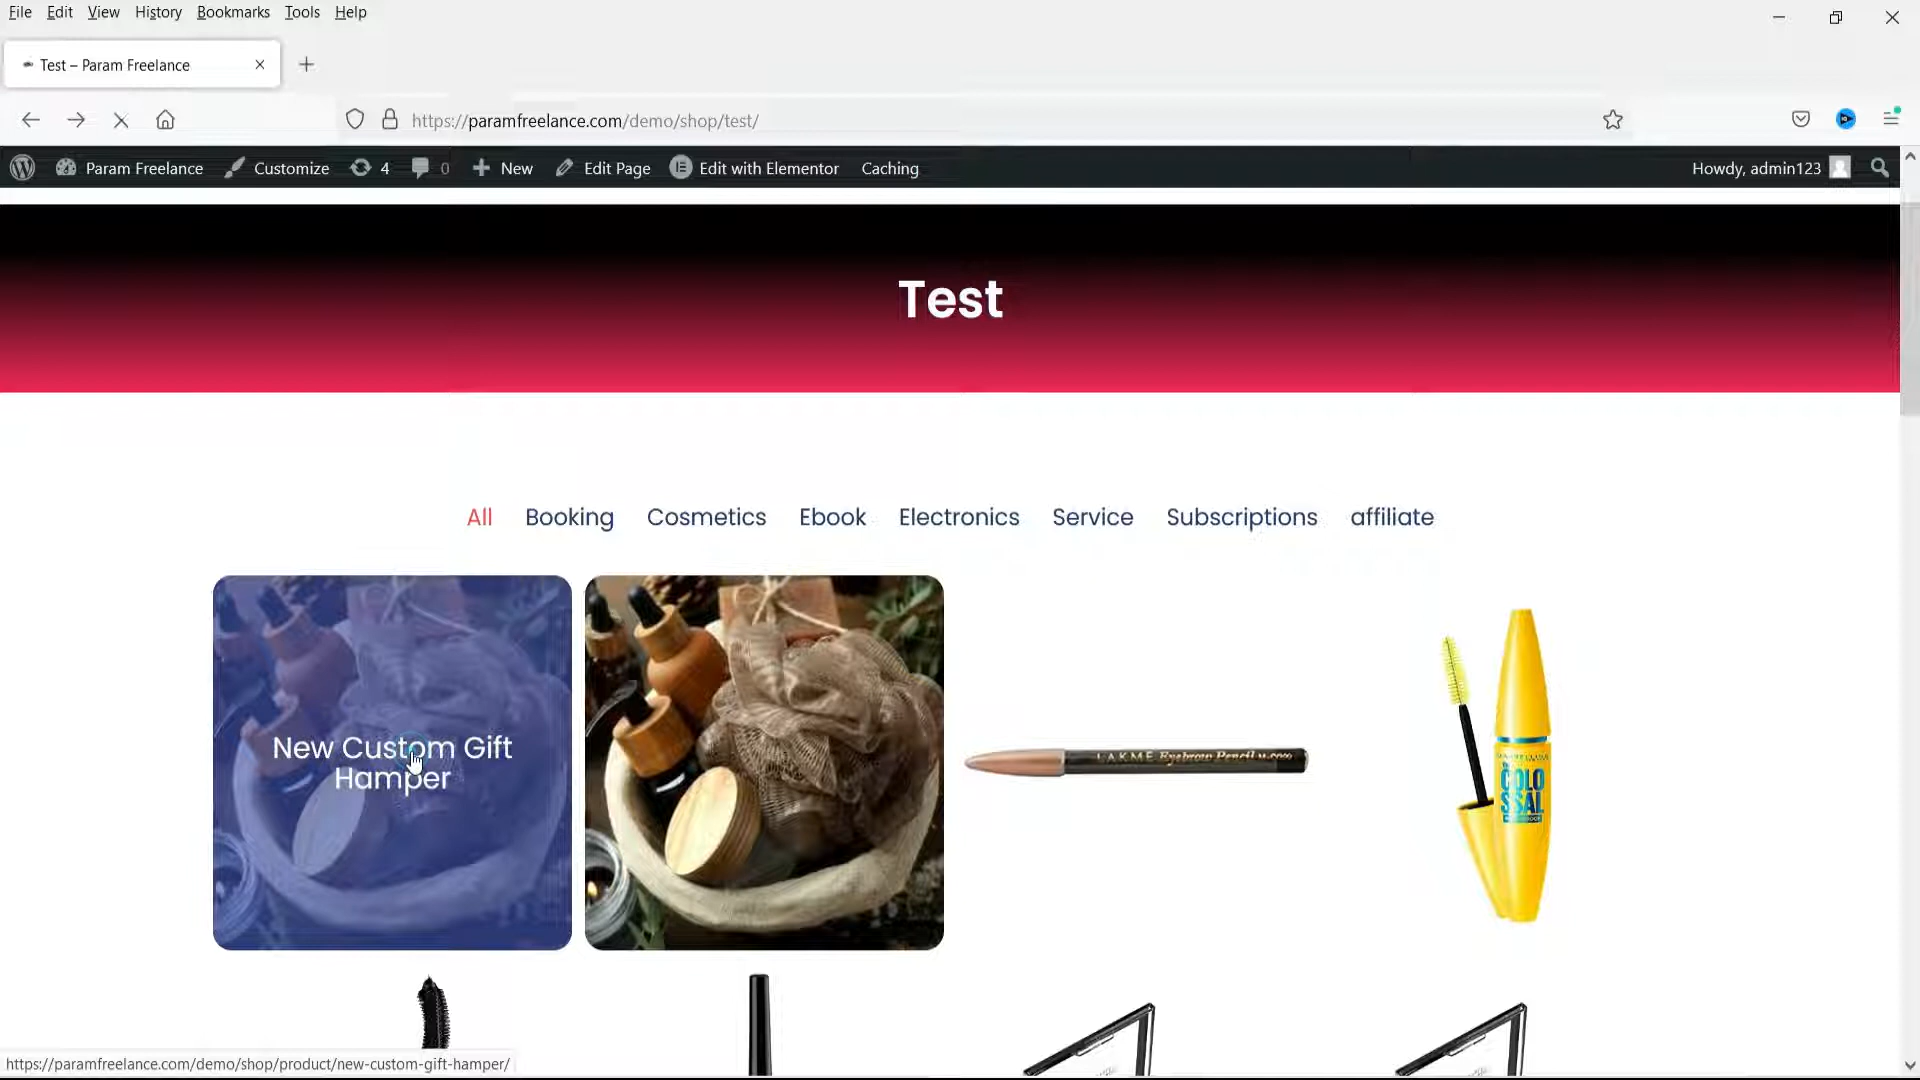 File Edit View History Bookmarks Tools Help
Test – Param Freelance
https://paramfreelance.com/demo/shop/test/
Param Freelance Customize 4 0 New Edit Page Edit with Elementor Caching Howdy, admin123
Test
All Booking Cosmetics Ebook Electronics Service Subscriptions affiliate
New Custom Gift
Hamper
LAKME Eyebrow Pencil
COLO
SSAL
https://paramfreelance.com/demo/shop/product/new-custom-gift-hamper/